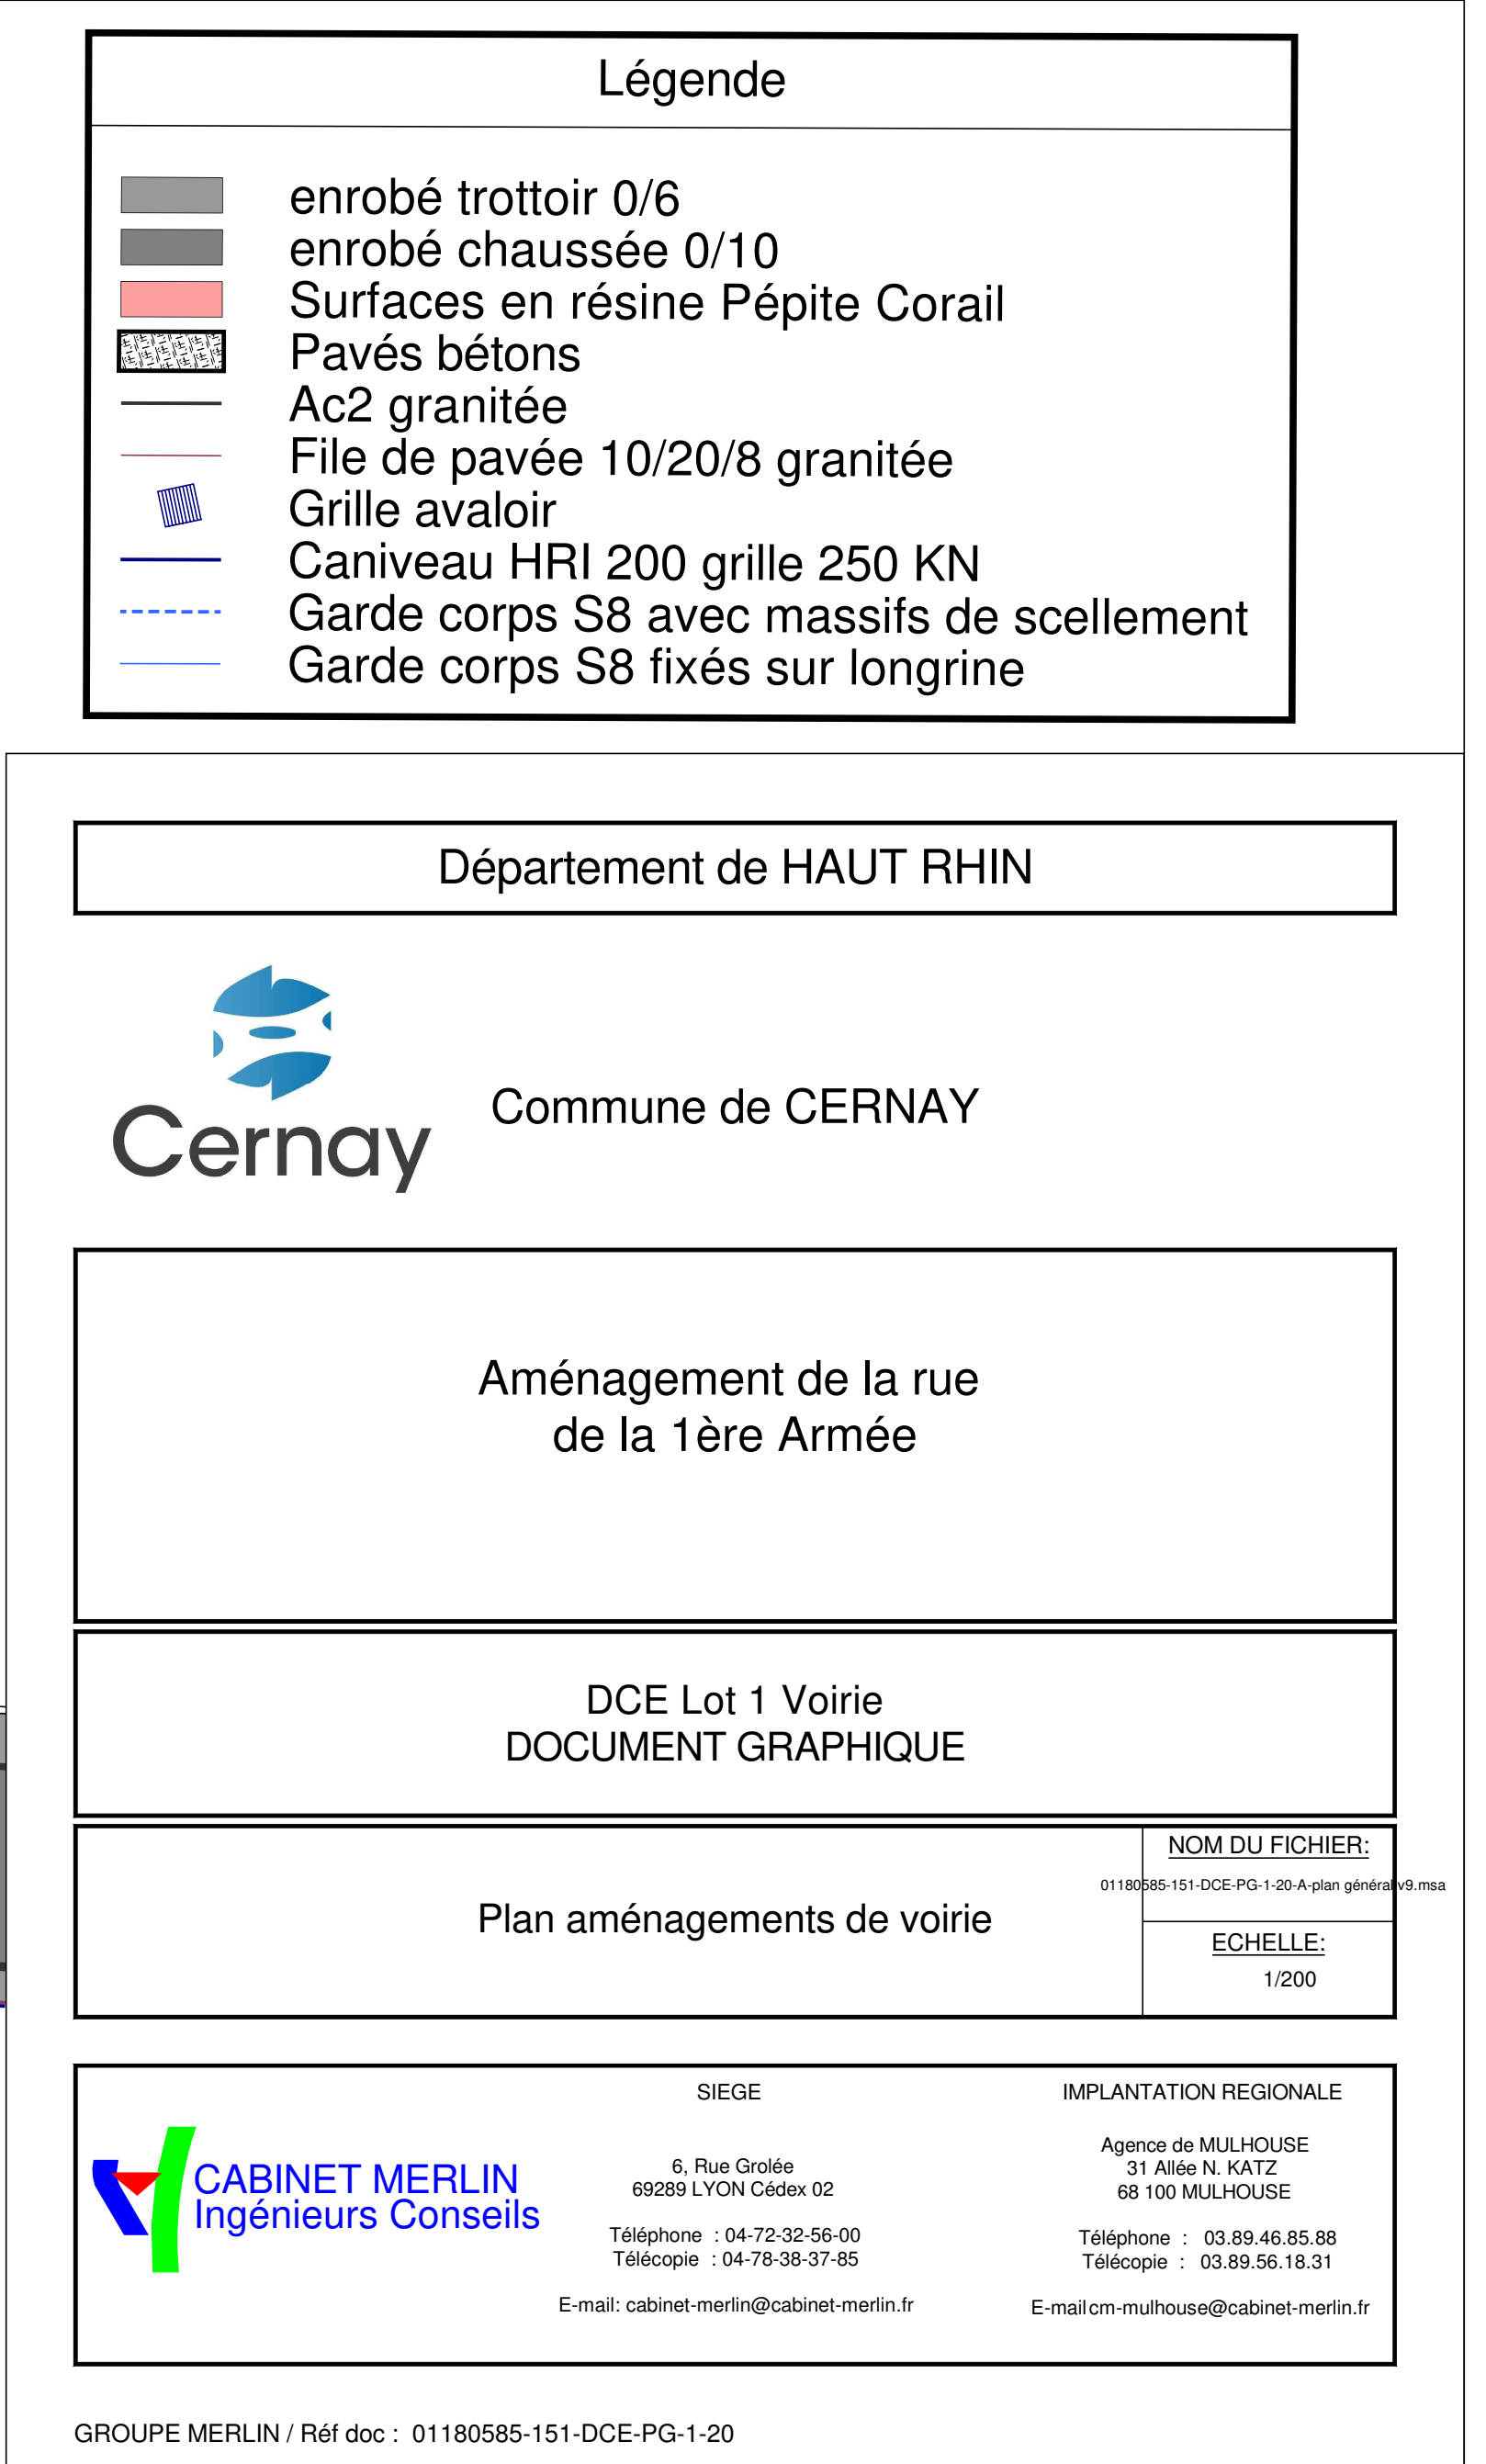 Légende
enrobé trottoir 0/6
enrobé chaussée 0/10
Surfaces en résine Pépite Corail
Pavés bétons
Ac2 granitée
File de pavée 10/20/8 granitée
Grille avaloir
Caniveau HRI 200 grille 250 KN
Garde corps S8 avec massifs de scellement
Garde corps S8 fixés sur longrine
Département de HAUT RHIN
Cernay
Commune de CERNAY
Aménagement de la rue
de la 1ère Armée
DCE Lot 1 Voirie
DOCUMENT GRAPHIQUE
Plan aménagements de voirie
NOM DU FICHIER:
01180585-151-DCE-PG-1-20-A-plan général v9.msa
ECHELLE:
1/200
CABINET MERLIN
Ingénieurs Conseils
SIEGE
6, Rue Grolée
69289 LYON Cédex 02
Téléphone : 04-72-32-56-00
Télécopie : 04-78-38-37-85
E-mail: cabinet-merlin@cabinet-merlin.fr
IMPLANTATION REGIONALE
Agence de MULHOUSE
31 Allée N. KATZ
68 100 MULHOUSE
Téléphone : 03.89.46.85.88
Télécopie : 03.89.56.18.31
E-mail cm-mulhouse@cabinet-merlin.fr
GROUPE MERLIN / Réf doc : 01180585-151-DCE-PG-1-20